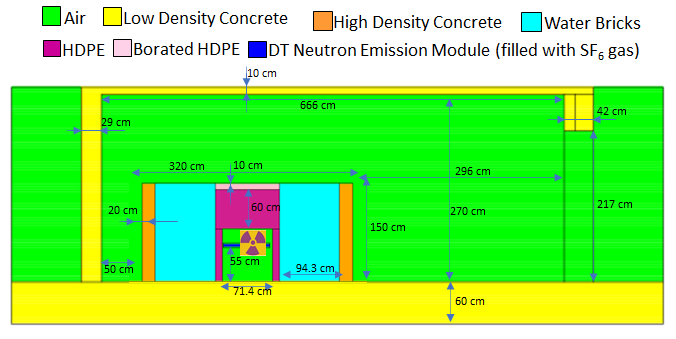 Air Low Density Concrete High Density Concrete Water Bricks
HDPE Borated HDPE DT Neutron Emission Module (filled with SF6 gas)
10 cm
666 cm
42 cm
29 cm
320 cm
10 cm
296 cm
20 cm
60 cm
270 cm
217 cm
150 cm
55 cm
50 cm
94.3 cm
71.4 cm
60 cm